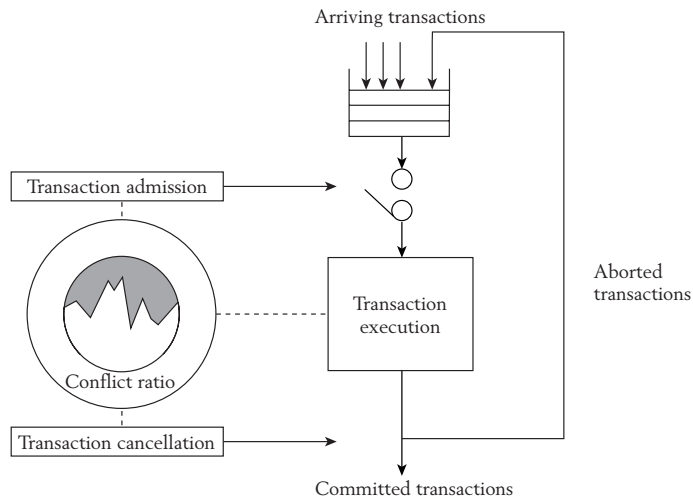 Arriving transactions
Transaction admission
Transaction
execution
Aborted
transactions
Conflict ratio
Transaction cancellation
Committed transactions